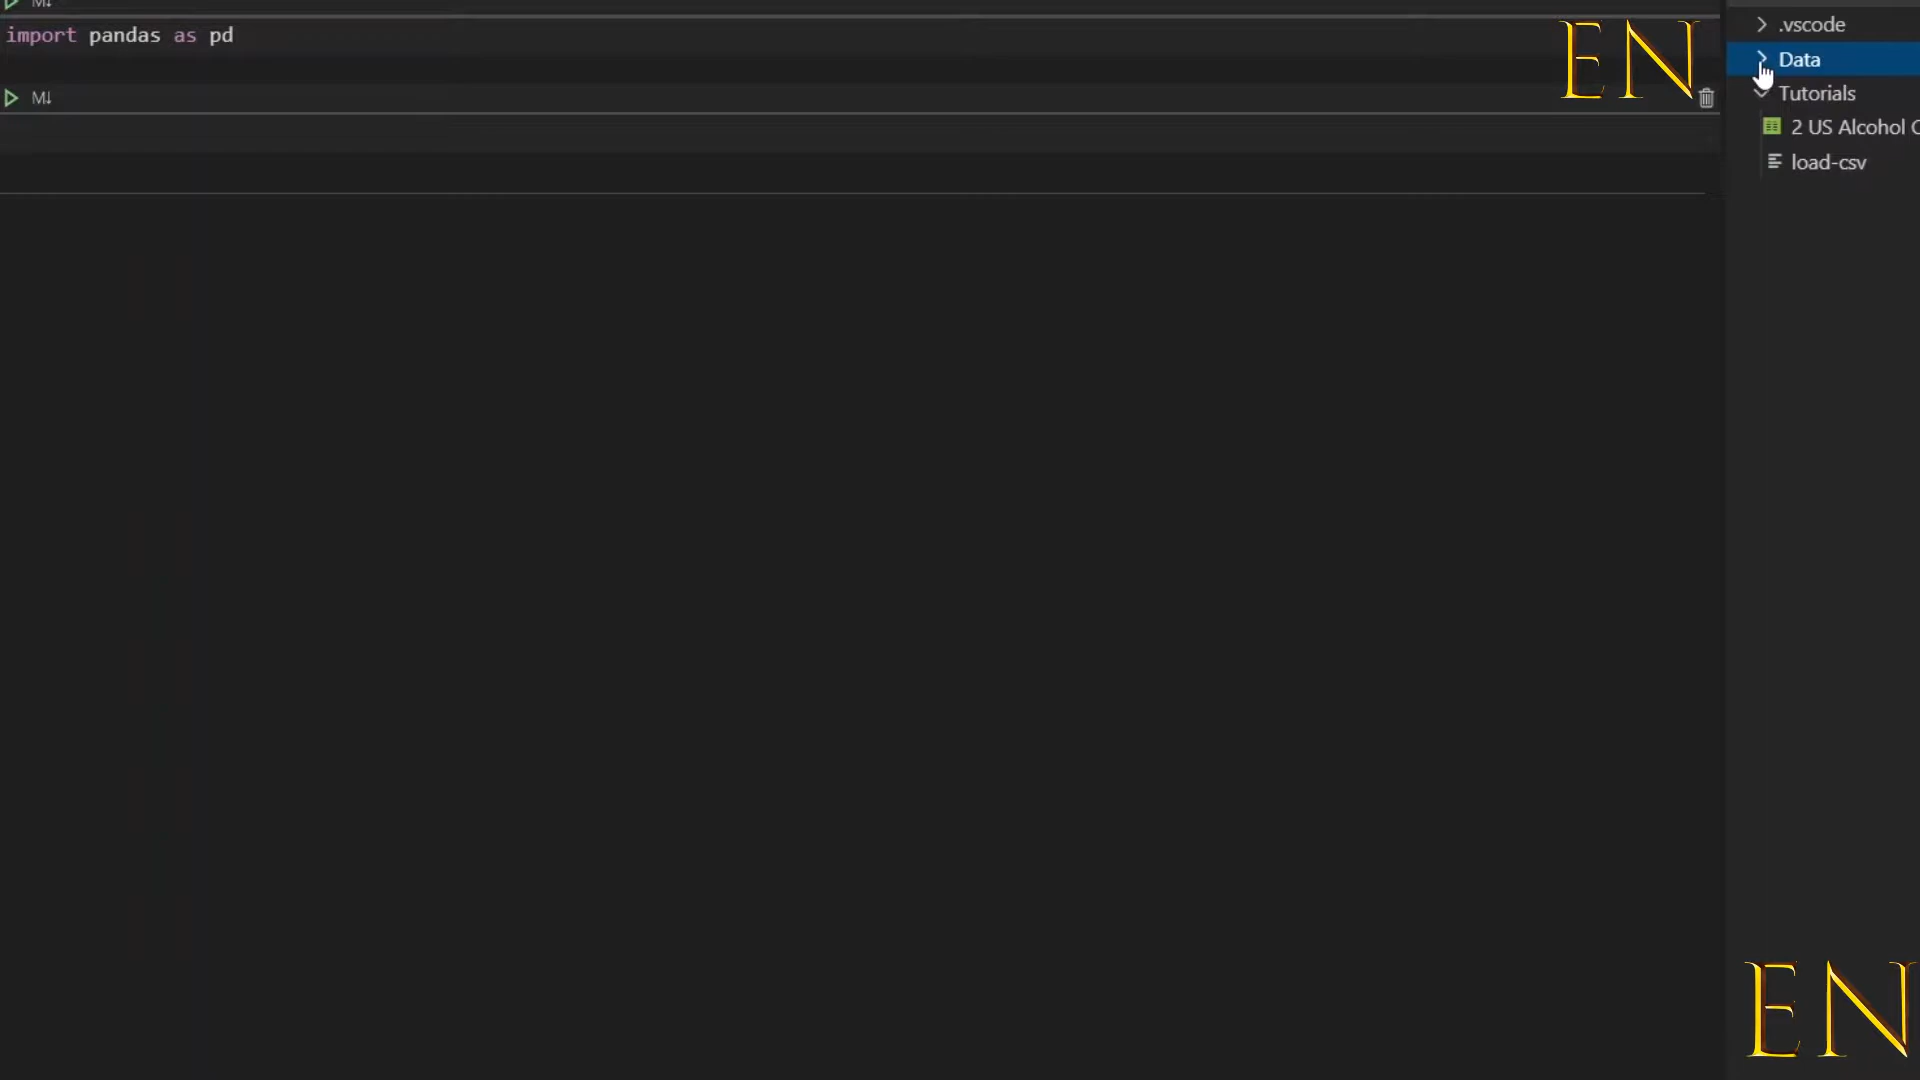 M↓
import pandas as pd
M↓
EN
.vscode
Data
Tutorials
2 US Alcohol C
load-csv
EN